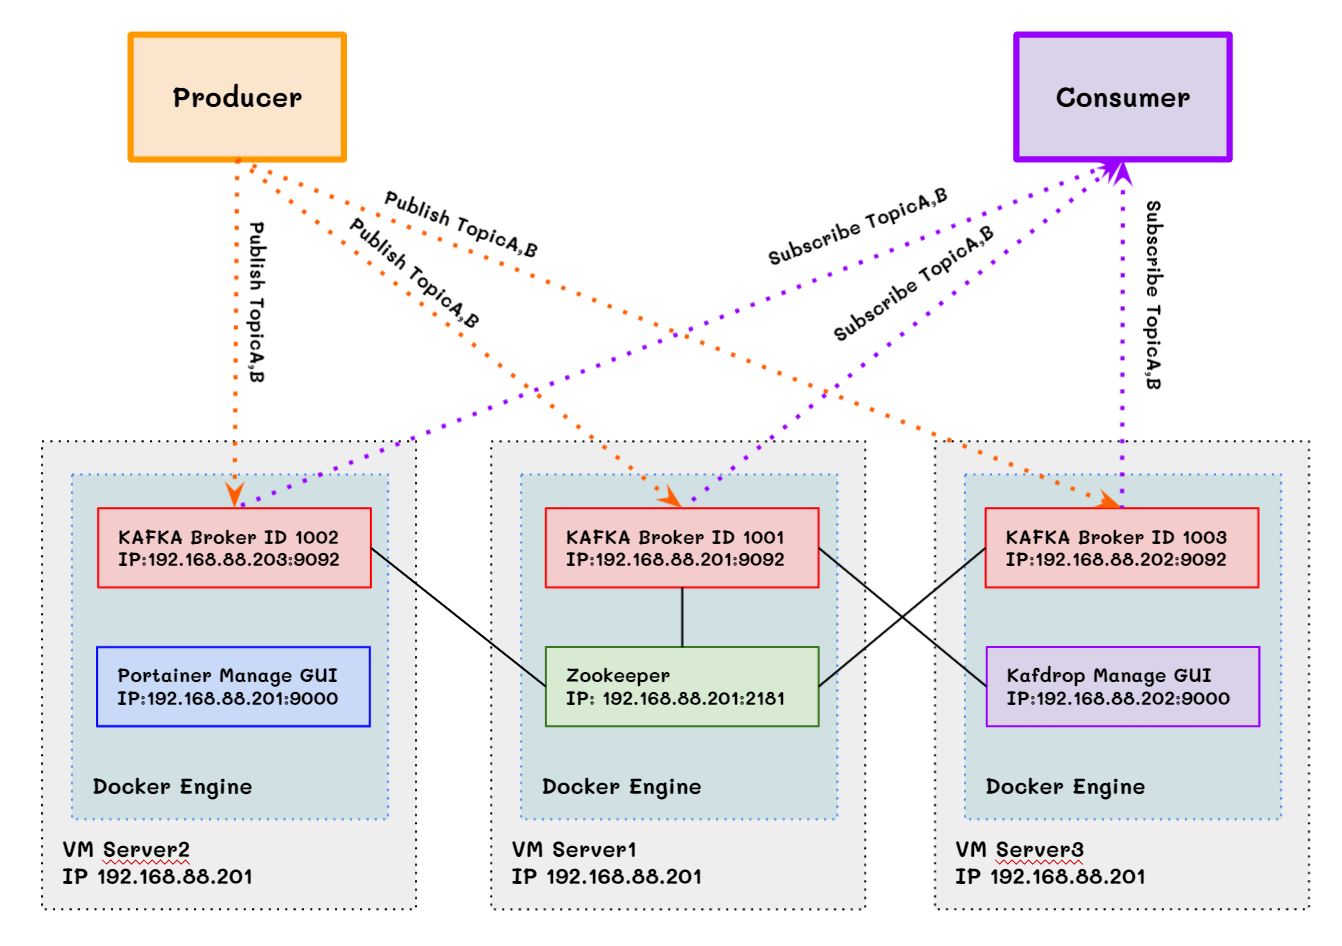 Producer
Consumer
Publish TopicA,B
Publish TopicA,B
Publish TopicA,B
Subscribe TopicA,B
Subscribe TopicA,B
Subscribe TopicA,B
KAFKA Broker ID 1002
IP:192.168.88.203:9092
Portainer Manage GUI
IP:192.168.88.201:9000
Docker Engine
VM Server2
IP 192.168.88.201
KAFKA Broker ID 1001
IP:192.168.88.201:9092
Zookeeper
IP: 192.168.88.201:2181
Docker Engine
VM Server1
IP 192.168.88.201
KAFKA Broker ID 1003
IP:192.168.88.202:9092
Kafdrop Manage GUI
IP:192.168.88.202:9000
Docker Engine
VM Server3
IP 192.168.88.201